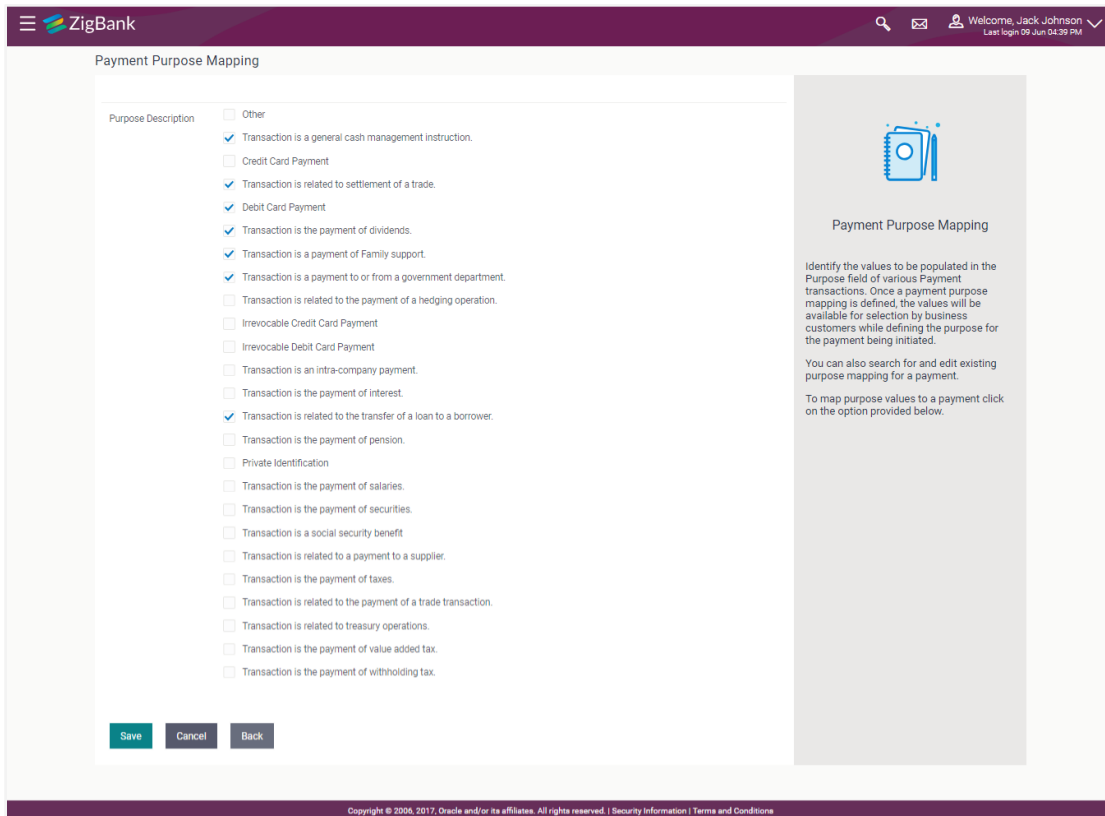 ZigBank
Welcome, Jack Johnson
Last login 09 Jun 04:39 PM
Payment Purpose Mapping
Purpose Description
Other
Transaction is a general cash management instruction.
Credit Card Payment
Transaction is related to settlement of a trade.
Debit Card Payment
Transaction is the payment of dividends.
Transaction is a payment of Family support.
Transaction is a payment to or from a government department.
Transaction is related to the payment of a hedging operation.
Irrevocable Credit Card Payment
Irrevocable Debit Card Payment
Transaction is an intra-company payment.
Transaction is the payment of interest.
Transaction is related to the transfer of a loan to a borrower.
Transaction is the payment of pension.
Private Identification
Transaction is the payment of salaries.
Transaction is the payment of securities.
Transaction is a social security benefit
Transaction is related to a payment to a supplier.
Transaction is the payment of taxes.
Transaction is related to the payment of a trade transaction.
Transaction is related to treasury operations.
Transaction is the payment of value added tax.
Transaction is the payment of withholding tax.
Save Cancel Back
Payment Purpose Mapping
Identify the values to be populated in the
Purpose field of various Payment
transactions. Once a payment purpose
mapping is defined, the values will be
available for selection by business
customers while defining the purpose for
the payment being initiated.
You can also search for and edit existing
purpose mapping for a payment.
To map purpose values to a payment click
on the option provided below.
Copyright © 2006, 2017, Oracle and/or its affiliates. All rights reserved. | Security Information | Terms and Conditions